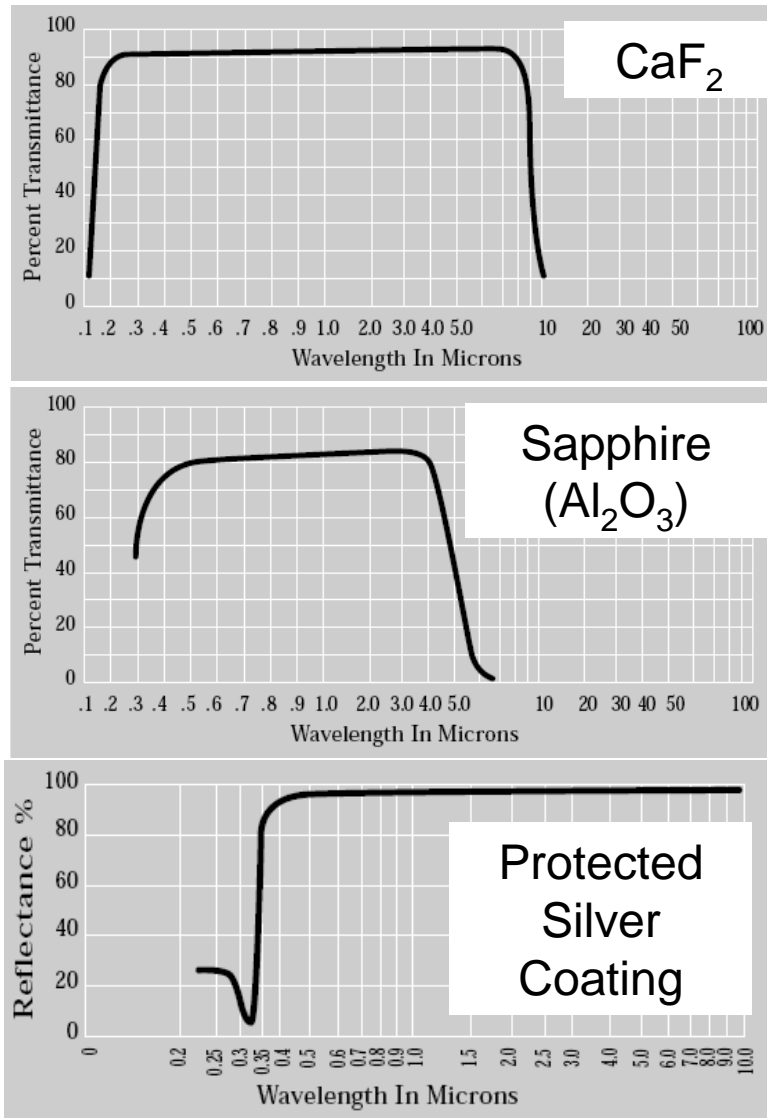 100
80
60
40
20
0
Percent Transmittance
CaF2
.1 .2 .3 .4 .5 .6 .7 .8 .9 1.0 2.0 3.0 4.0 5.0 10 20 30 40 50 100
Wavelength In Microns
100
80
60
40
20
0
Percent Transmittance
Sapphire
(Al2O3)
.1 .2 .3 .4 .5 .6 .7 .8 .9 1.0 2.0 3.0 4.0 5.0 10 20 30 40 50 100
Wavelength In Microns
100
80
60
40
20
0
Reflectance %
Protected
Silver
Coating
0 0.2 0.25 0.3 0.35 0.4 0.5 0.6 0.7 0.8 0.9 1.0 1.5 2.0 2.5 3.0 4.0 5.0 6.0 7.0 8.0 9.0 10.0
Wavelength In Microns